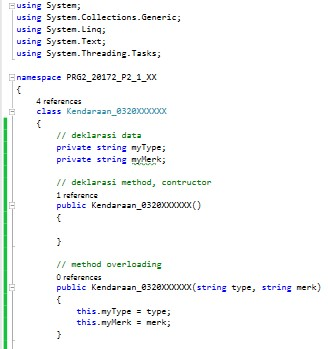 using System;
using System.Collections.Generic;
using System.Linq;
using System.Text;
using System.Threading.Tasks;
namespace PRG2_20172_P2_1_XX
{
4 references
class Kendaraan_0320XXXXXX
{
// deklarasi data
private string myType;
private string myMerk;
// deklarasi method, contructor
1 reference
public Kendaraan_0320XXXXXX()
{
}
// method overloading
0 references
public Kendaraan_0320XXXXXX(string type, string merk)
{
this.myType = type;
this.myMerk = merk;
}